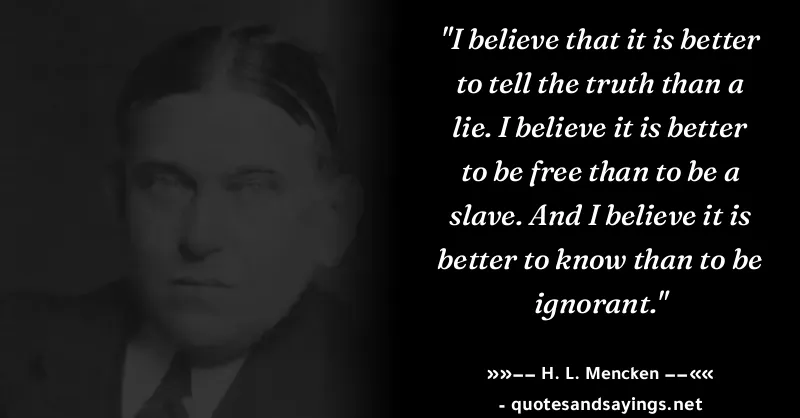 "I believe that it is better
to tell the truth than a
lie. I believe it is better
to be free than to be a
slave. And I believe it is
better to know than to be
ignorant."
»»–– H. L. Mencken ––««
- quotesandsayings.net